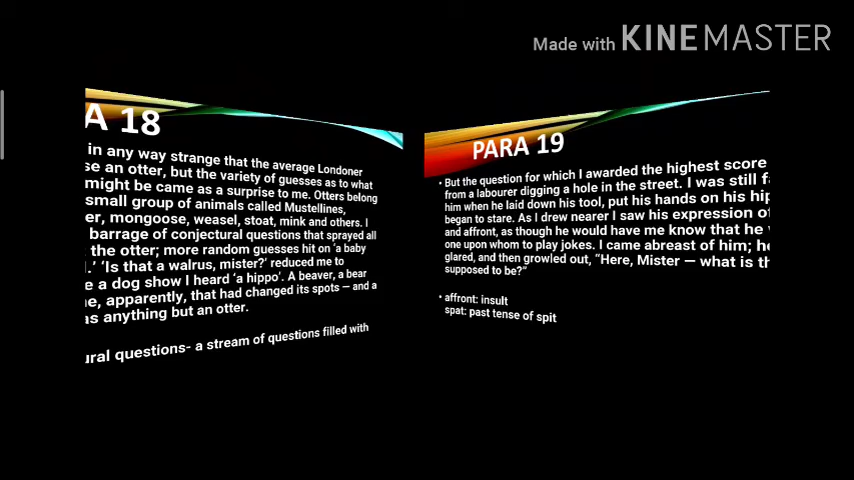 Made with KINEMASTER
A 18
in any way strange that the average Londoner
se an otter, but the variety of guesses as to what
might be came as a surprise to me. Otters belong
small group of animals called Mustellines,
er, mongoose, weasel, stoat, mink and others. I
barrage of conjectural questions that sprayed all
the otter; more random guesses hit on ‘a baby
.’ ‘Is that a walrus, mister?’ reduced me to
e a dog show I heard ‘a hippo’. A beaver, a bear
e, apparently, that had changed its spots — and a
as anything but an otter.
ural questions- a stream of questions filled with
PARA 19
• But the question for which I awarded the highest score
from a labourer digging a hole in the street. I was still f
him when he laid down his tool, put his hands on his hip
began to stare. As I drew nearer I saw his expression of
and affront, as though he would have me know that he
one upon whom to play jokes. I came abreast of him; he
glared, and then growled out, “Here, Mister — what is th
supposed to be?”
• affront: insult
spat: past tense of spit